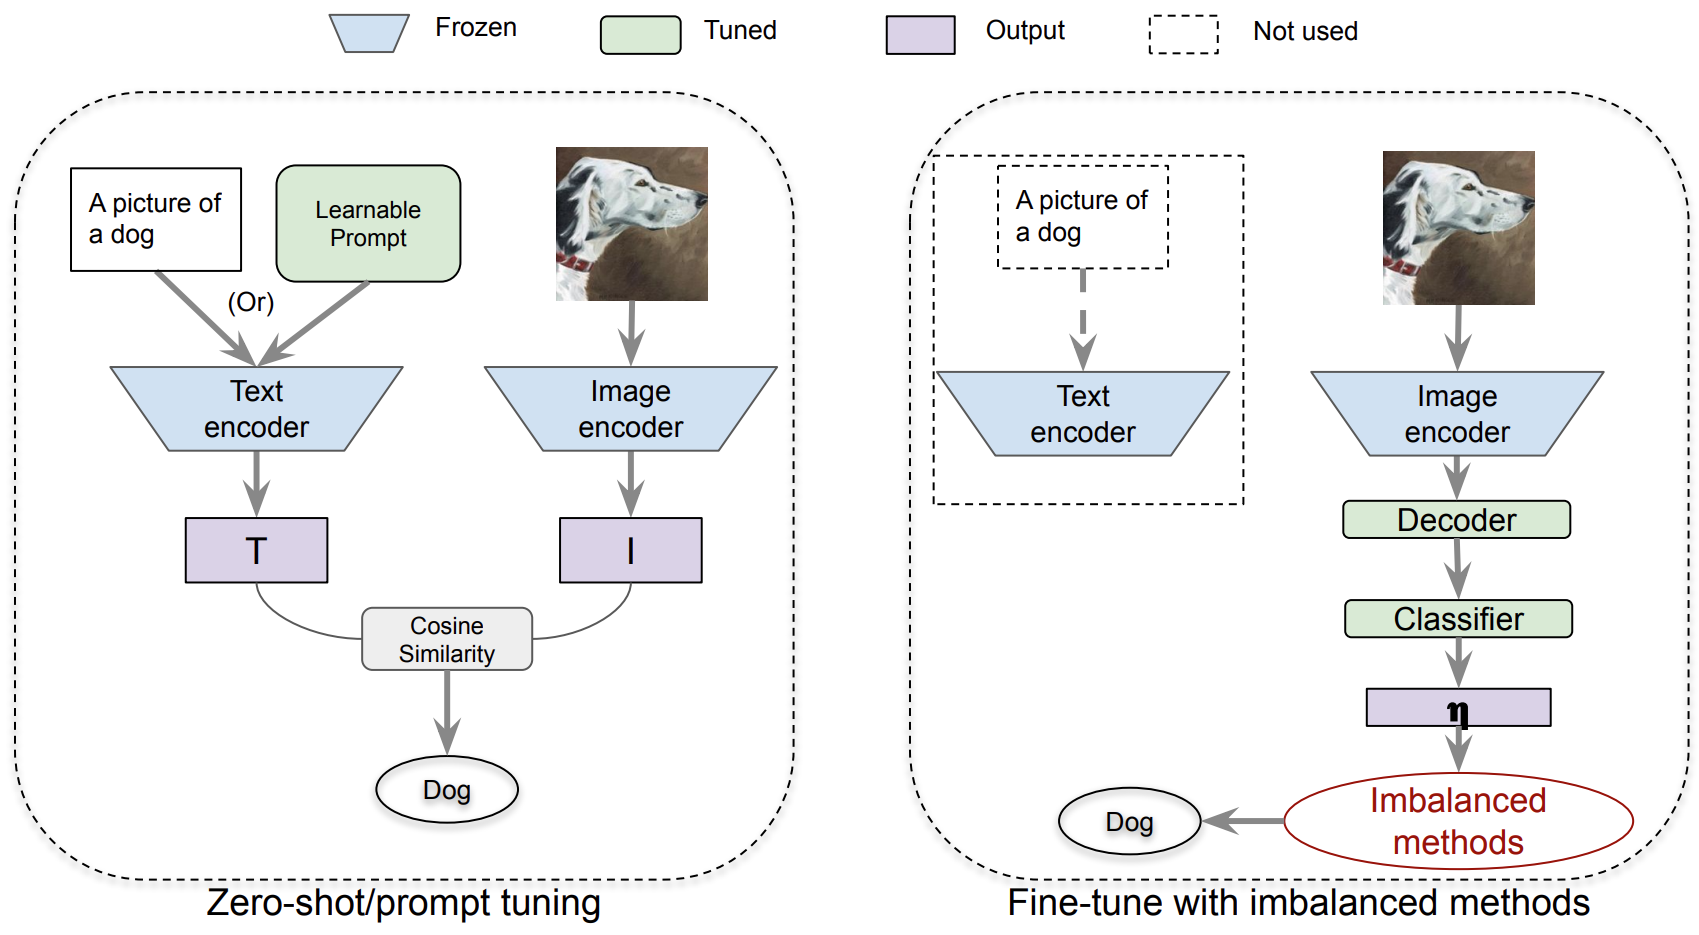 Frozen
Tuned
Output
Not used
A picture of
a dog
Learnable
Prompt
(Or)
Text
encoder
Image
encoder
T
I
Cosine
Similarity
Dog
Zero-shot/prompt tuning
A picture of
a dog
Text
encoder
Image
encoder
Decoder
Classifier
η
Imbalanced
methods
Dog
Fine-tune with imbalanced methods